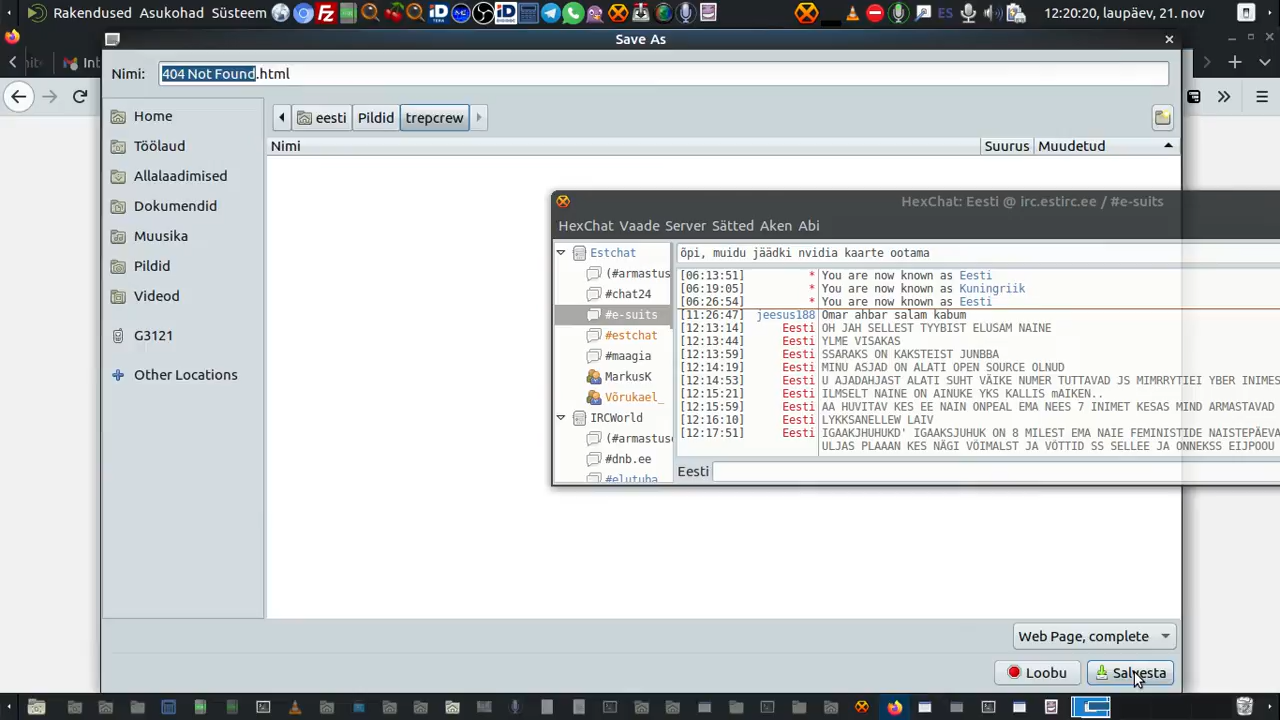 Rakendused Asukohad Süsteem
ES
12:20:20, laupäev, 21. nov
Save As
Nimi: 404 Not Found.html
eesti Pildid trepcrew
Home
Töölaud
Allalaadimised
Dokumendid
Muusika
Pildid
Videod
G3121
Other Locations
Nimi Suurus Muudetud
HexChat: Eesti @ irc.estirc.ee / #e-suits
HexChat Vaade Server Sätted Aken Abi
Estchat
(#armastus
#chat24
#e-suits
#estchat
#maagia
MarkusK
Võrukael_
IRCWorld
(#armastus
#dnb.ee
#elutuba
õpi, muidu jäädki nvidia kaarte ootama
[06:13:51] * You are now known as Eesti
[06:19:05] * You are now known as Kuningriik
[06:26:54] * You are now known as Eesti
[11:26:47] jeesus188 Omar ahbar salam kabum
[12:13:14] Eesti OH JAH SELLEST TYYBIST ELUSAM NAINE
[12:13:44] Eesti YLME VISAKAS
[12:13:59] Eesti SSARAKS ON KAKSTEIST JUNBBA
[12:14:19] Eesti MINU ASJAD ON ALATI OPEN SOURCE OLNUD
[12:14:53] Eesti U AJADAHJAST ALATI SUHT VÄIKE NUMER TUTTAVAD JS MIMRRYTIEI YBER INIMES
[12:15:21] Eesti ILMSELT NAINE ON AINUKE YKS KALLIS mAIKEN..
[12:15:59] Eesti AA HUVITAV KES EE NAIN ONPEAL EMA NEES 7 INIMET KESAS MIND ARMASTAVAD
[12:16:10] Eesti LYKKSANELLEW LAIV
[12:17:51] Eesti IGAAKJHUHUKD' IGAAKSJUHUK ON 8 MILEST EMA NAIE FEMINISTIDE NAISTEPÄEVA
ULJAS PLAAAN KES NÄGI VÕIMALST JA VÕTTID SS SELLEE JA ONNEKSS EIJPOOU
Eesti
Web Page, complete
Loobu Salvesta